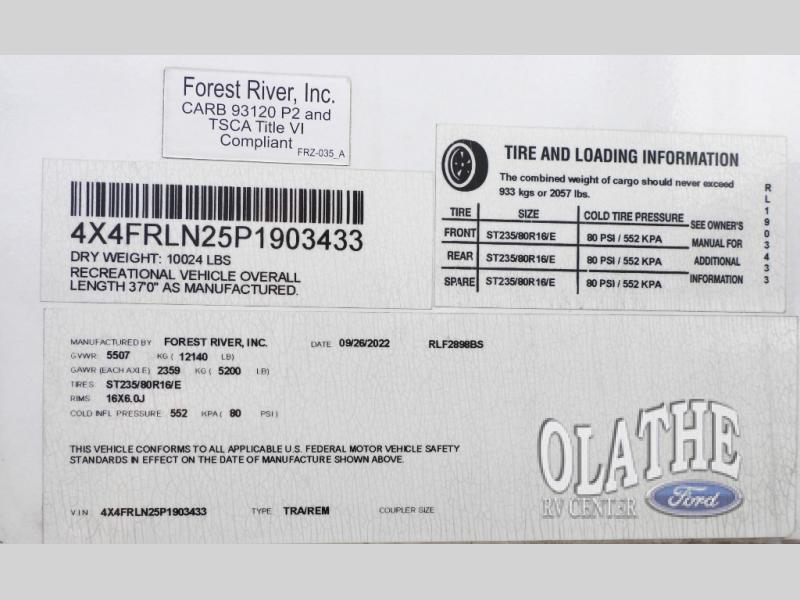 Forest River, Inc.
CARB 93120 P2 and
TSCA Title VI
Compliant
FRZ-035_A
4X4FRLN25P1903433
DRY WEIGHT: 10024 LBS
RECREATIONAL VEHICLE OVERALL
LENGTH 37'0" AS MANUFACTURED.
TIRE AND LOADING INFORMATION
The combined weight of cargo should never exceed
933 kgs or 2057 lbs.
TIRE SIZE COLD TIRE PRESSURE
FRONT ST235/80R16/E 80 PSI / 552 KPA
REAR ST235/80R16/E 80 PSI / 552 KPA
SPARE ST235/80R16/E 80 PSI / 552 KPA
SEE OWNER'S
MANUAL FOR
ADDITIONAL
INFORMATION
RL1903433
MANUFACTURED BY FOREST RIVER, INC. DATE 09/26/2022 RLF2898BS
GVWR 5507 KG ( 12140 LB)
GAWR (EACH AXLE) 2359 KG ( 5200 LB)
TIRES ST235/80R16/E
RIMS 16X6.0J
COLD INFL PRESSURE 552 KPA ( 80 PSI)
THIS VEHICLE CONFORMS TO ALL APPLICABLE U.S. FEDERAL MOTOR VEHICLE SAFETY
STANDARDS IN EFFECT ON THE DATE OF MANUFACTURE SHOWN ABOVE.
VIN 4X4FRLN25P1903433 TYPE TRA/REM COUPLER SIZE
OLATHE
RV CENTER
Ford